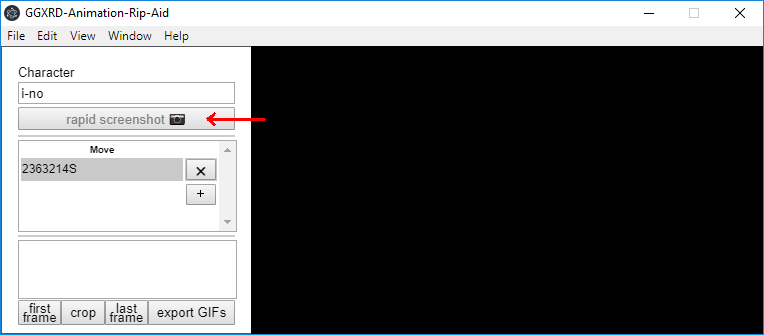 GGXRD-Animation-Rip-Aid
File Edit View Window Help
Character
i-no
rapid screenshot
Move
2363214S
+
first frame
crop
last frame
export GIFs